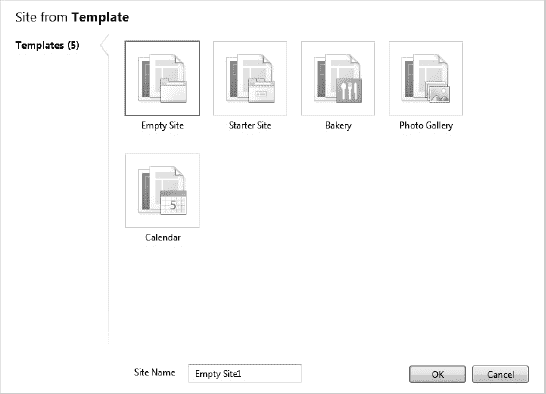 Site from Template
Templates (5)
Empty Site
Starter Site
Bakery
Photo Gallery
5
Calendar
Site Name
Empty Site1
OK
Cancel